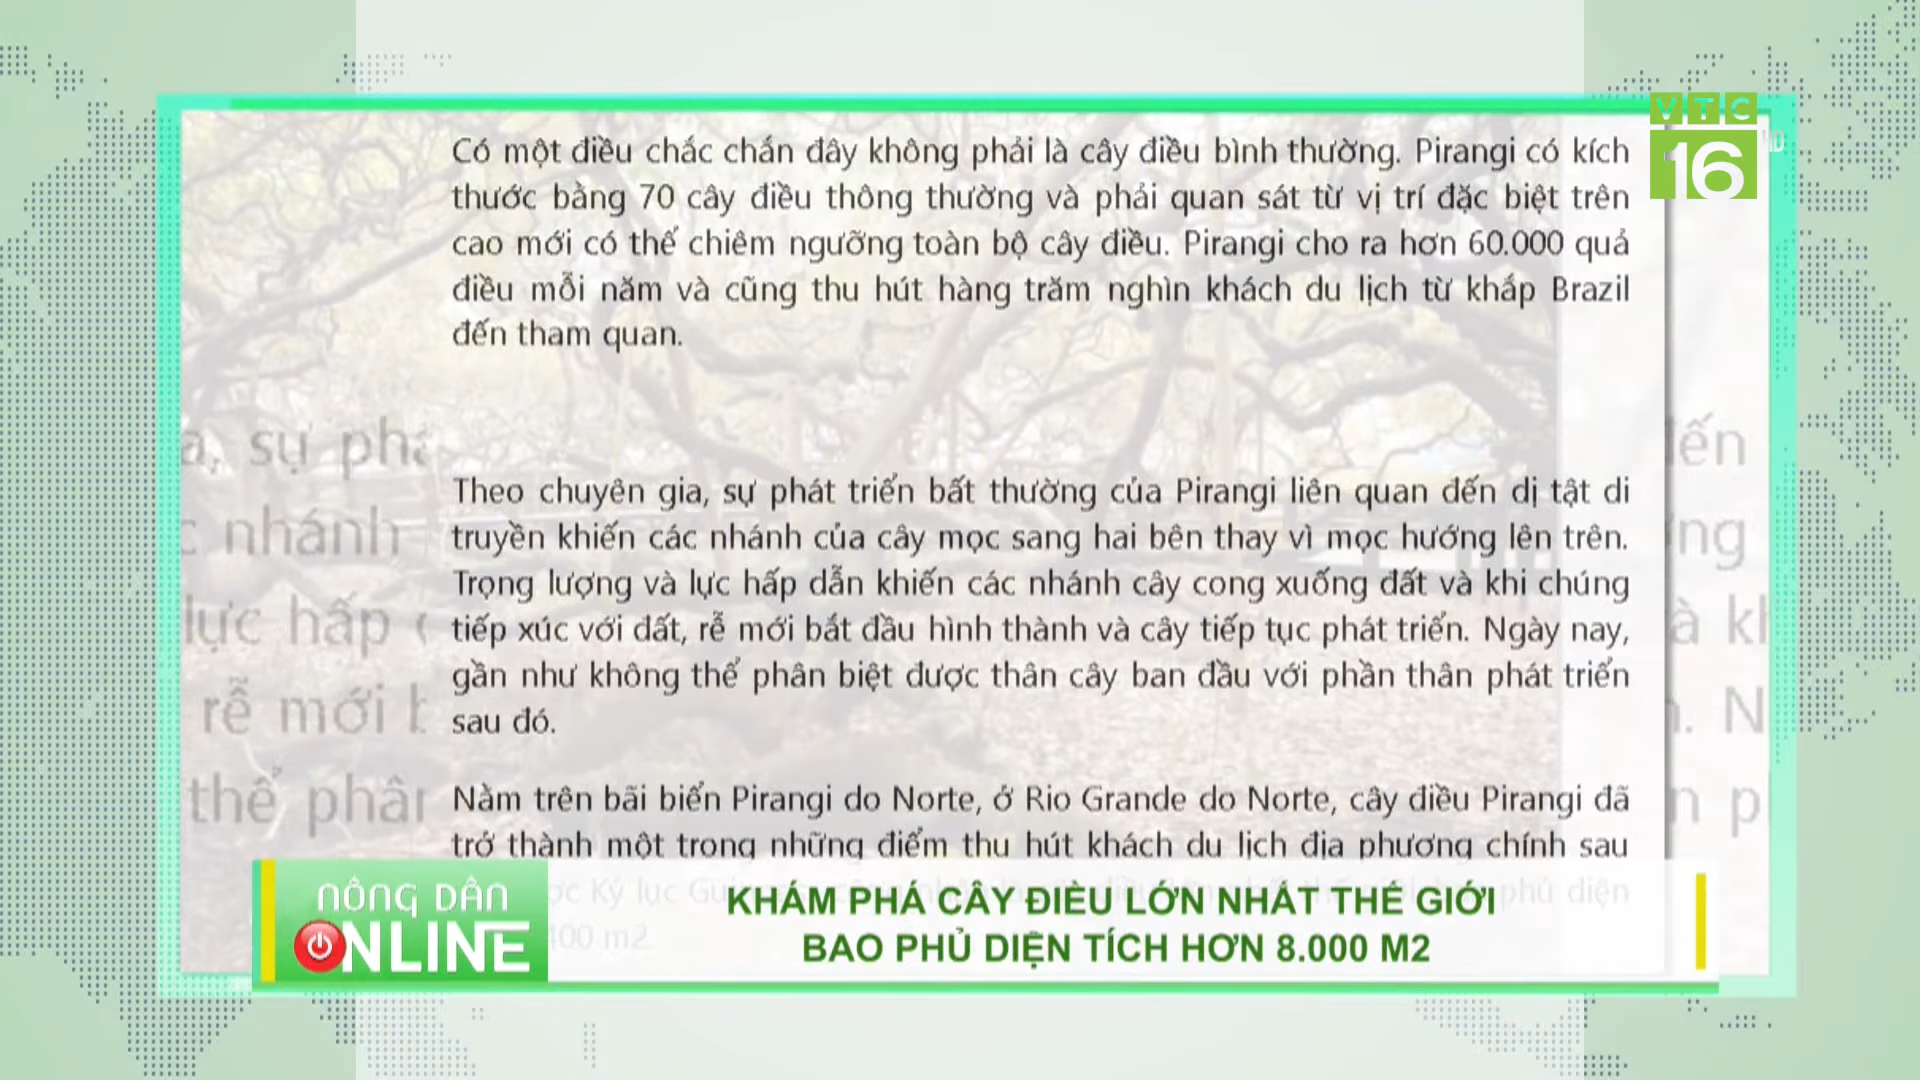 VTC
16
HD
Có một điều chắc chắn đây không phải là cây điều bình thường. Pirangi có kích
thước bằng 70 cây điều thông thường và phải quan sát từ vị trí đặc biệt trên
cao mới có thể chiêm ngưỡng toàn bộ cây điều. Pirangi cho ra hơn 60.000 quả
điều mỗi năm và cũng thu hút hàng trăm nghìn khách du lịch từ khắp Brazil
đến tham quan.
Theo chuyên gia, sự phát triển bất thường của Pirangi liên quan đến dị tật di
truyền khiến các nhánh của cây mọc sang hai bên thay vì mọc hướng lên trên.
Trọng lượng và lực hấp dẫn khiến các nhánh cây cong xuống đất và khi chúng
tiếp xúc với đất, rễ mới bắt đầu hình thành và cây tiếp tục phát triển. Ngày nay,
gần như không thể phân biệt được thân cây ban đầu với phần thân phát triển
sau đó.
Nằm trên bãi biển Pirangi do Norte, ở Rio Grande do Norte, cây điều Pirangi đã
trở thành một trong những điểm thu hút khách du lịch địa phương chính sau
NÔNG DÂN
ONLINE
KHÁM PHÁ CÂY ĐIỀU LỚN NHẤT THẾ GIỚI
BAO PHỦ DIỆN TÍCH HƠN 8.000 M2